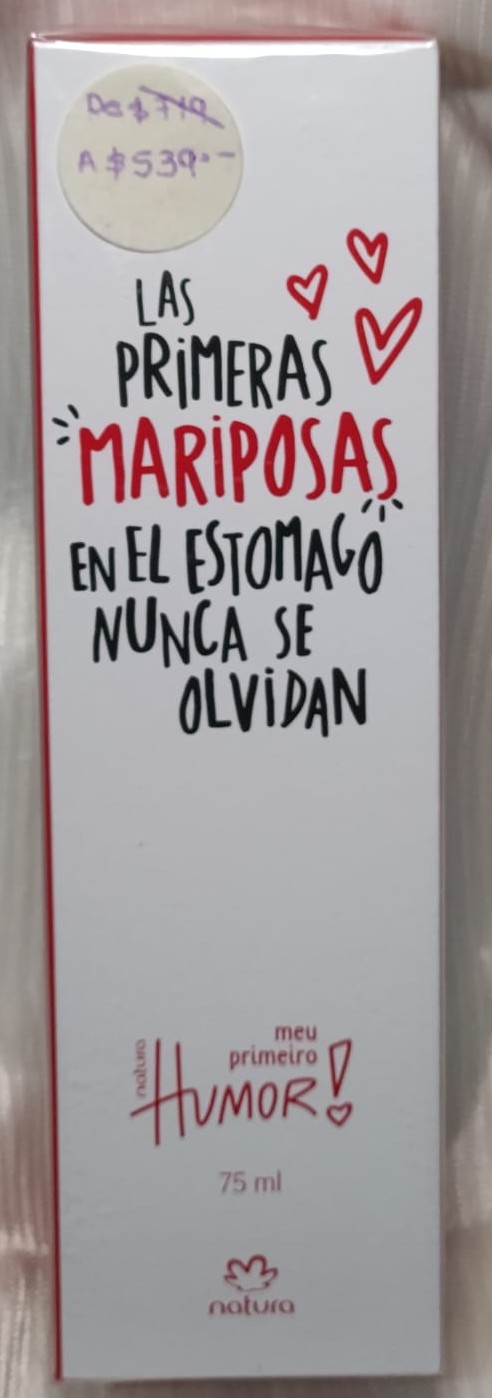 De $719
A $539.-
LAS
PRIMERAS
MARIPOSAS
EN EL ESTOMAGO
NUNCA SE
OLVIDAN
natura
meu
primeiro
HUMOR!
75 ml
natura